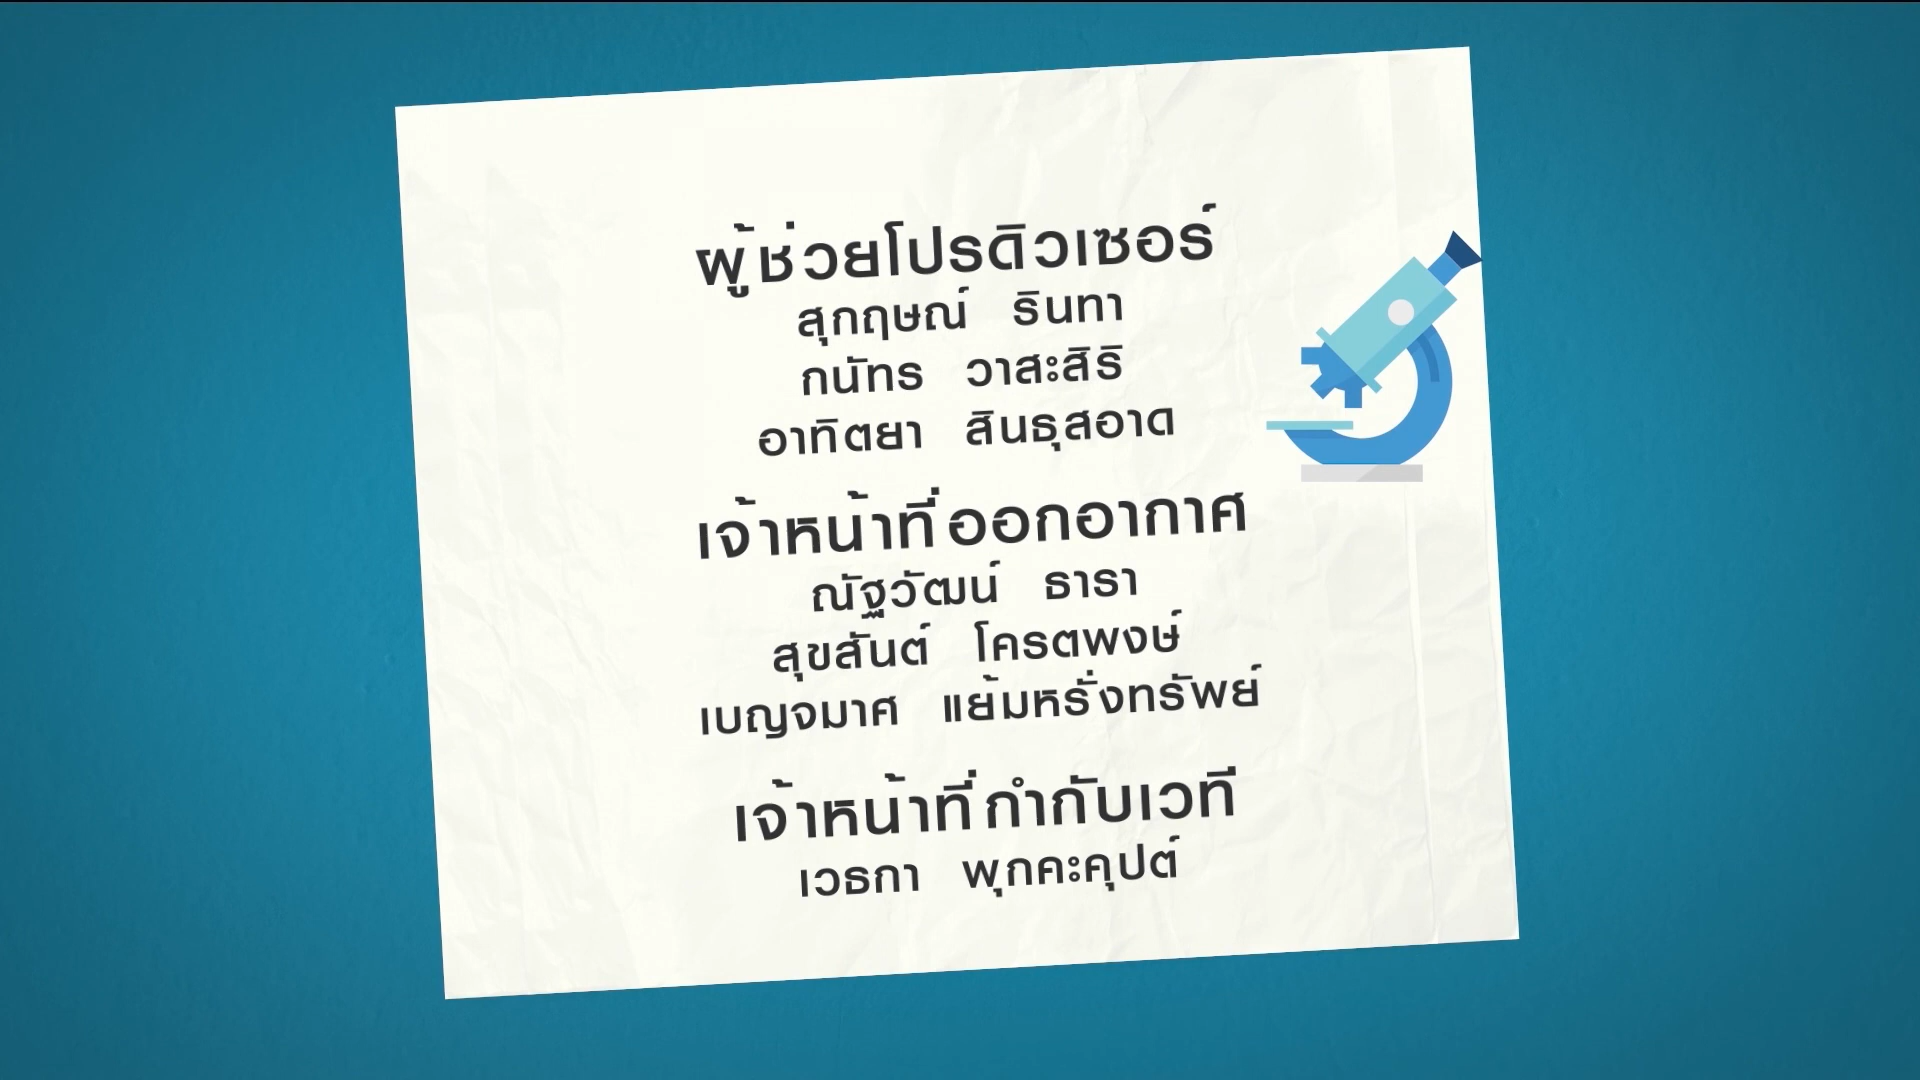 ผู้ช่วยโปรดิวเซอร์
สุกฤษณ์ รินทา
กนัทร วาสะสิริ
อาทิตยา สินธุสอาด
เจ้าหน้าที่ออกอากาศ
ณัฐวัฒน์ ธารา
สุขสันต์ โครตพงษ์
เบญจมาศ แย้มหรั่งทรัพย์
เจ้าหน้าที่กำกับเวที
เวธกา พุกคะคุปต์